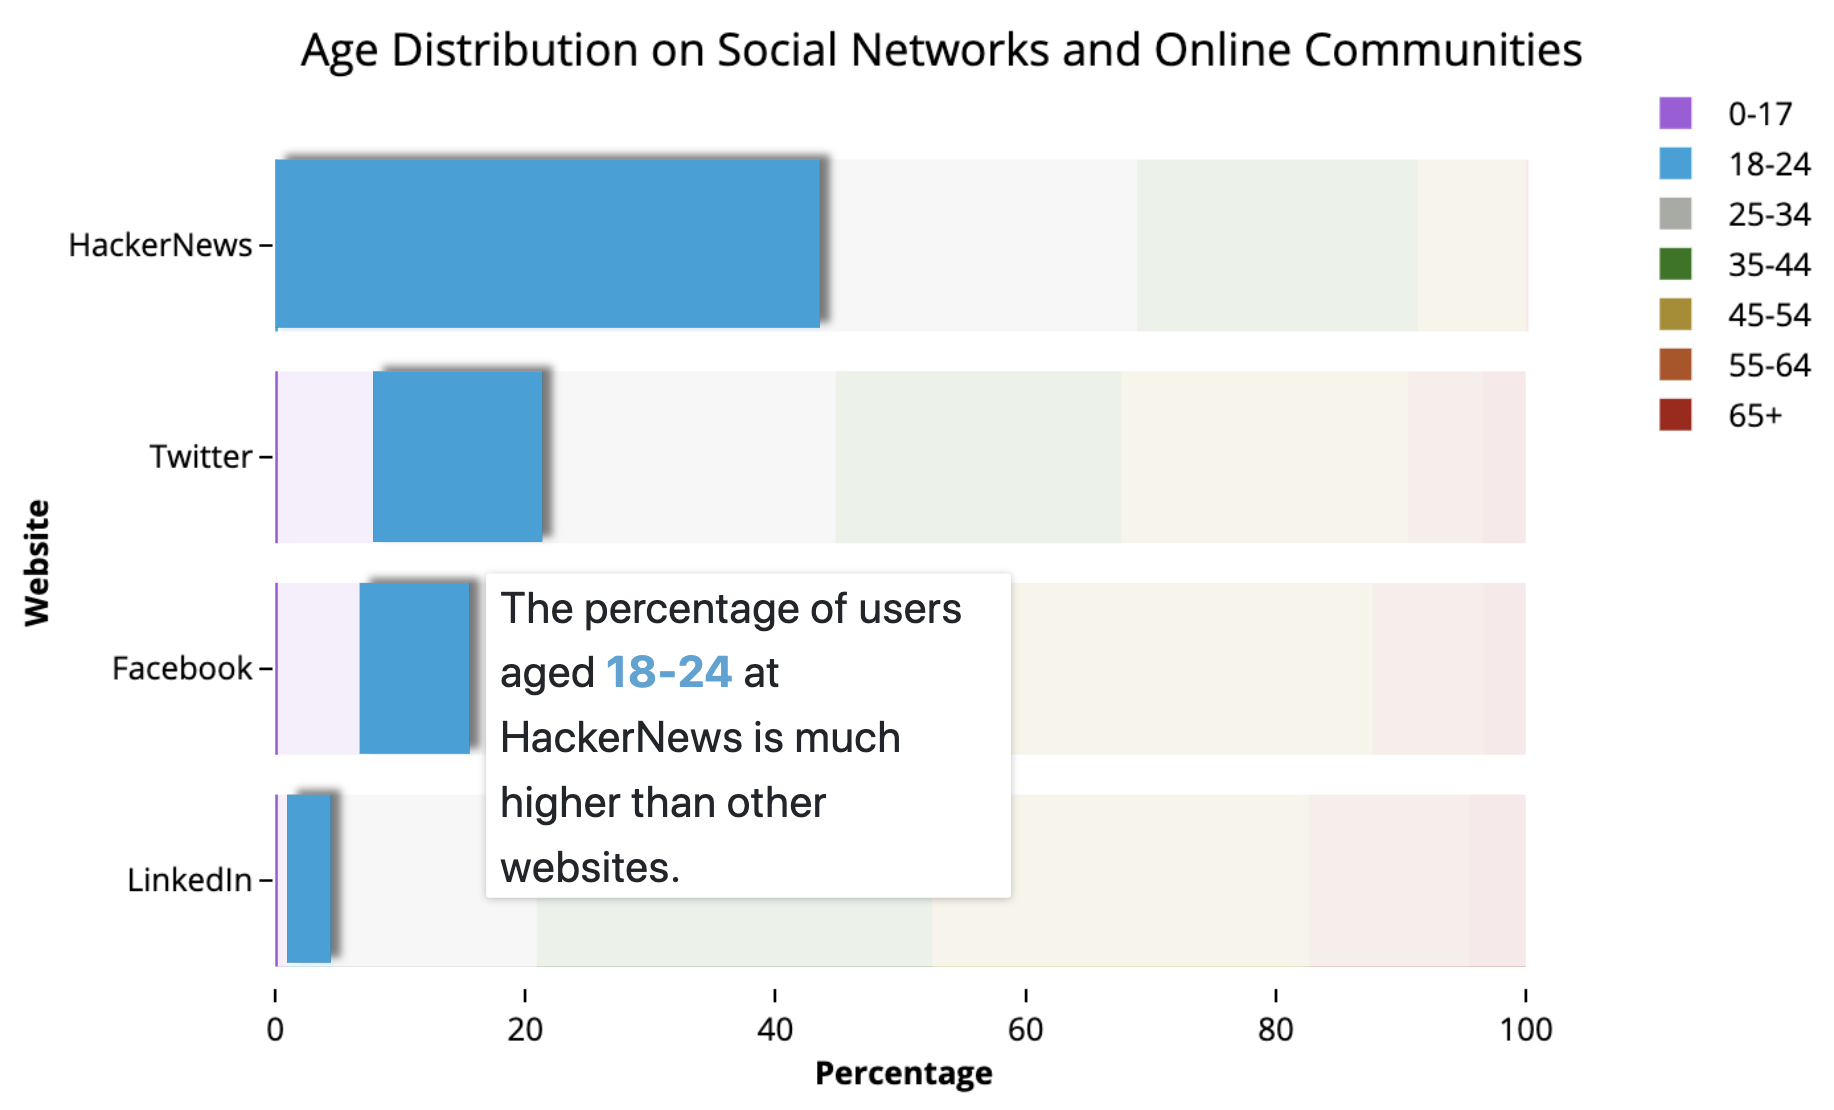 Age Distribution on Social Networks and Online Communities
0-17
18-24
25-34
35-44
45-54
55-64
65+
HackerNews
Twitter
Facebook
LinkedIn
Website
The percentage of users
aged 18-24 at
HackerNews is much
higher than other
websites.
0 20 40 60 80 100
Percentage